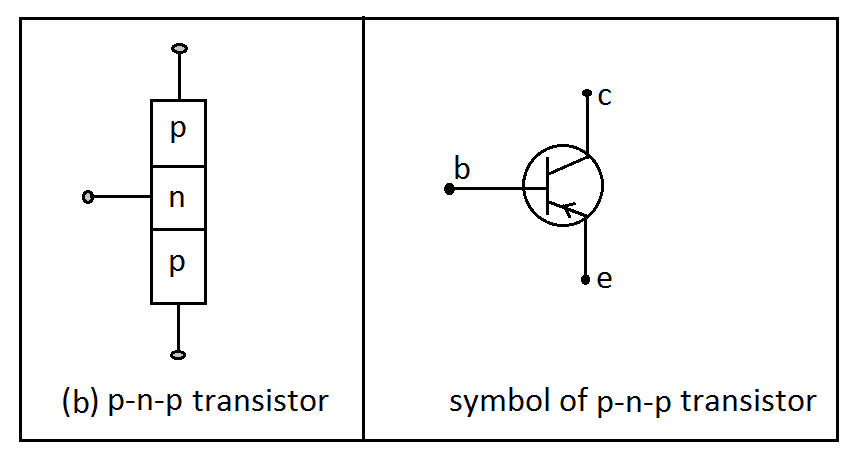 p
n
p
(b) p-n-p transistor
c
b
e
symbol of p-n-p transistor